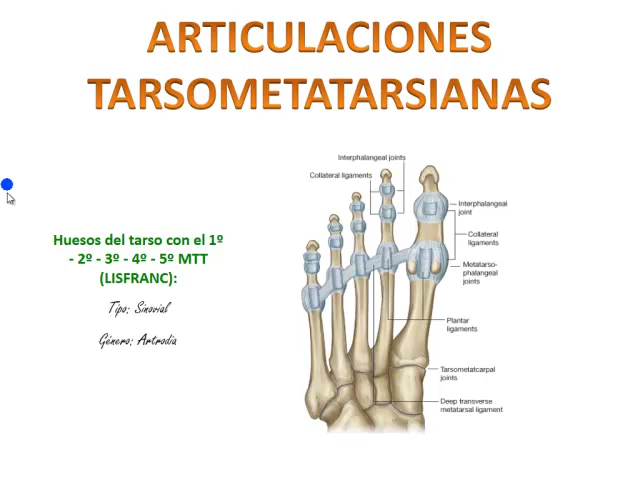 ARTICULACIONES
TARSOMETATARSIANAS
Interphalangeal joints
Collateral ligaments
Interphalangeal
joint
Collateral
ligaments
Metatarso-
phalangeal
joints
Plantar
ligaments
Tarsometatcarpal
joints
Deep transverse
metatarsal ligament
Huesos del tarso con el 1º
- 2º - 3º - 4º - 5º MTT
(LISFRANC):
Tipo: Sinovial
Género: Artrodia